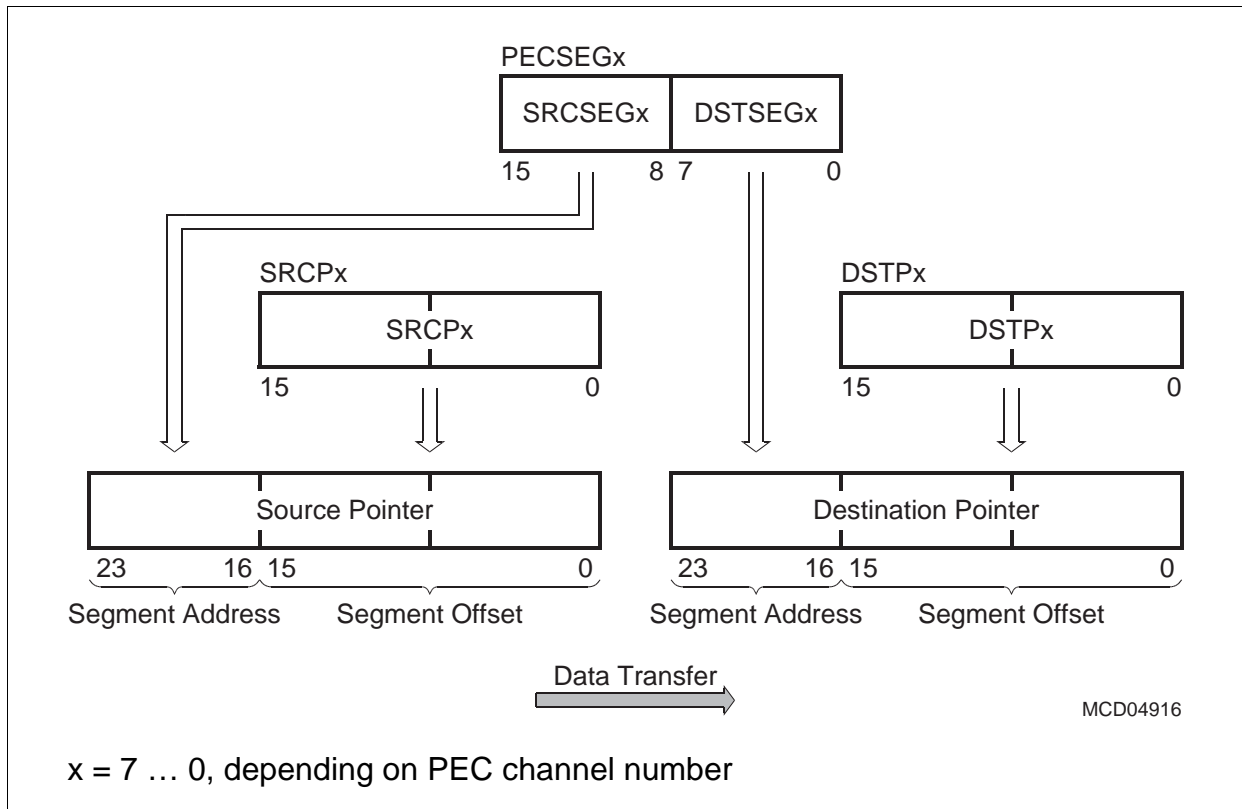 PECSEGx
SRCSEGx DSTSEGx
15 8 7 0
SRCPx DSTPx
SRCPx DSTPx
15 0 15 0
Source Pointer Destination Pointer
23 16 15 0 23 16 15 0
Segment Address Segment Offset Segment Address Segment Offset
Data Transfer
MCD04916
x = 7 … 0, depending on PEC channel number